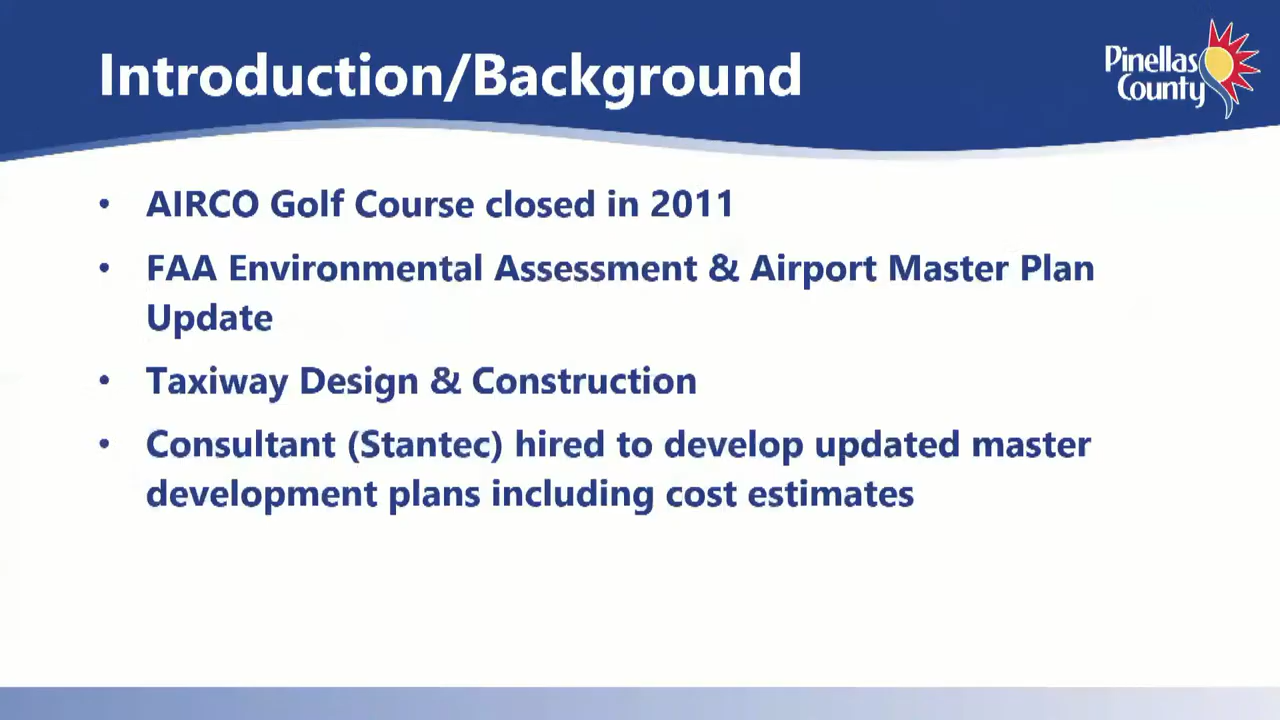 Introduction/Background
Pinellas
County
• AIRCO Golf Course closed in 2011
• FAA Environmental Assessment & Airport Master Plan
Update
• Taxiway Design & Construction
• Consultant (Stantec) hired to develop updated master
development plans including cost estimates